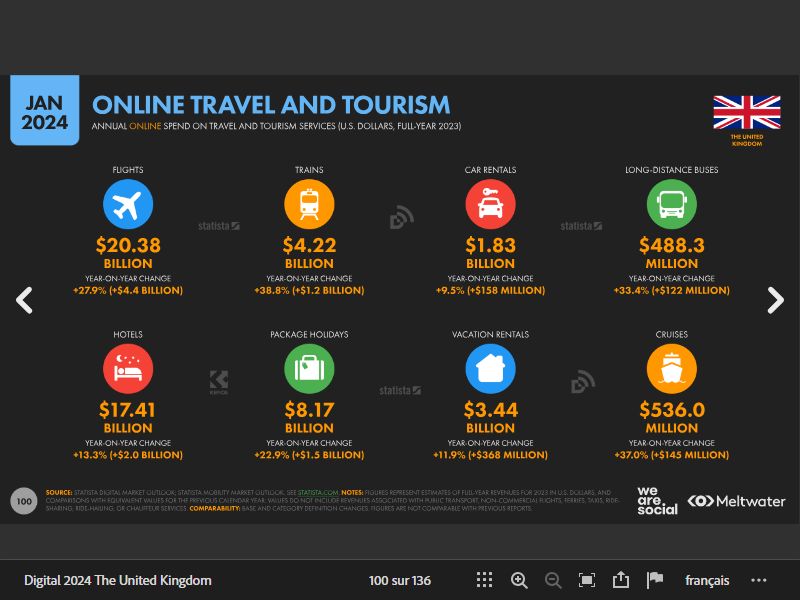 JAN
2024
ONLINE TRAVEL AND TOURISM
ANNUAL ONLINE SPEND ON TRAVEL AND TOURISM SERVICES (U.S. DOLLARS, FULL-YEAR 2023)
THE UNITED
KINGDOM
FLIGHTS
TRAINS
CAR RENTALS
LONG-DISTANCE BUSES
statista
statista
$20.38
BILLION
$4.22
BILLION
$1.83
BILLION
$488.3
MILLION
YEAR-ON-YEAR CHANGE
+27.9% (+$4.4 BILLION)
YEAR-ON-YEAR CHANGE
+38.8% (+$1.2 BILLION)
YEAR-ON-YEAR CHANGE
+9.5% (+$158 MILLION)
YEAR-ON-YEAR CHANGE
+33.4% (+$122 MILLION)
HOTELS
PACKAGE HOLIDAYS
VACATION RENTALS
CRUISES
KEPIOS
statista
$17.41
BILLION
$8.17
BILLION
$3.44
BILLION
$536.0
MILLION
YEAR-ON-YEAR CHANGE
+13.3% (+$2.0 BILLION)
YEAR-ON-YEAR CHANGE
+22.9% (+$1.5 BILLION)
YEAR-ON-YEAR CHANGE
+11.9% (+$368 MILLION)
YEAR-ON-YEAR CHANGE
+37.0% (+$145 MILLION)
100
SOURCE: STATISTA DIGITAL MARKET OUTLOOK; STATISTA MOBILITY MARKET OUTLOOK. SEE STATISTA.COM. NOTES: FIGURES REPRESENT ESTIMATES OF FULL-YEAR REVENUES FOR 2023 IN U.S. DOLLARS, AND
COMPARISONS WITH EQUIVALENT VALUES FOR THE PREVIOUS CALENDAR YEAR. VALUES DO NOT INCLUDE REVENUES ASSOCIATED WITH PUBLIC TRANSPORT, NON-COMMERCIAL FLIGHTS, FERRIES, TAXIS, RIDE-
SHARING, RIDE-HAILING, OR CHAUFFEUR SERVICES. COMPARABILITY: BASE AND CATEGORY DEFINITION CHANGES. FIGURES ARE NOT COMPARABLE WITH PREVIOUS REPORTS.
we
are.
social
Meltwater
Digital 2024 The United Kingdom
100 sur 136
français